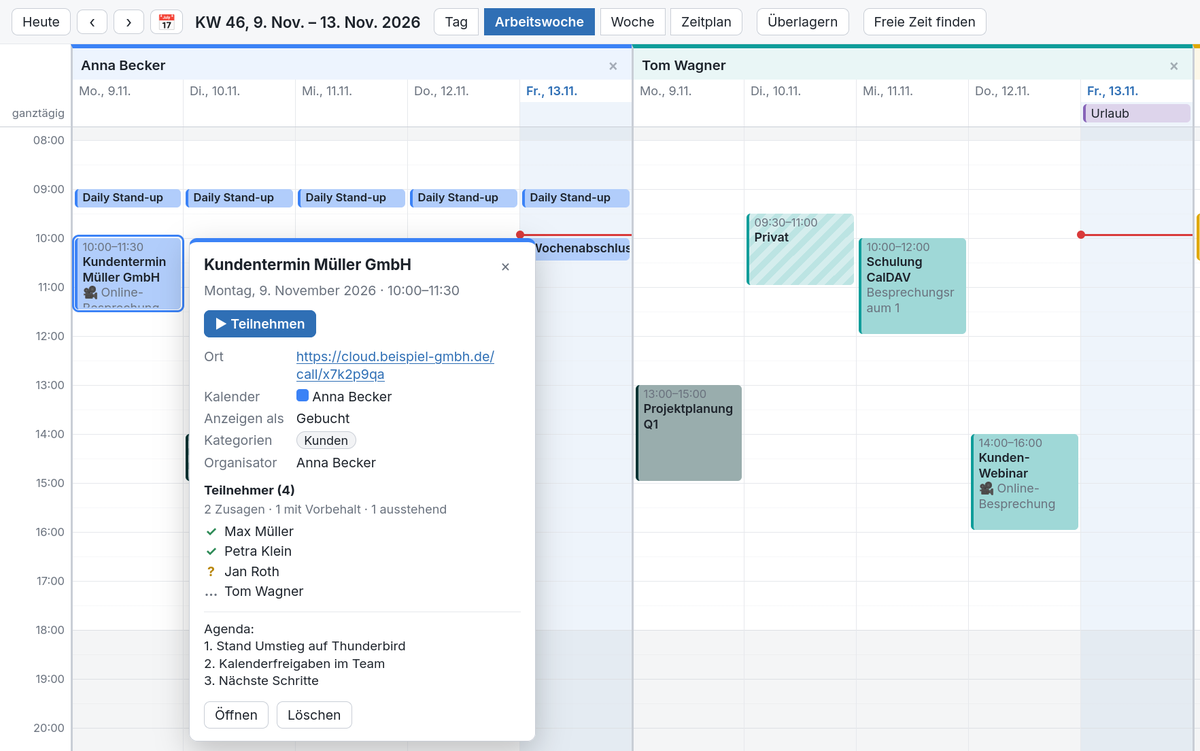 Heute ‹ › KW 46, 9. Nov. – 13. Nov. 2026 Tag Arbeitswoche Woche Zeitplan Überlagern Freie Zeit finden
Anna Becker ×
Tom Wagner ×
Mo., 9.11. Di., 10.11. Mi., 11.11. Do., 12.11. Fr., 13.11.
Mo., 9.11. Di., 10.11. Mi., 11.11. Do., 12.11. Fr., 13.11.
ganztägig
Urlaub
08:00
09:00
10:00
11:00
12:00
13:00
14:00
15:00
16:00
17:00
18:00
19:00
20:00
Daily Stand-up
Daily Stand-up
Daily Stand-up
Daily Stand-up
Daily Stand-up
10:00–11:30
Kundentermin
Müller GmbH
Online-
Besprechung
Wochenabschlus
Kundentermin Müller GmbH ×
Montag, 9. November 2026 · 10:00–11:30
Teilnehmen
Ort https://cloud.beispiel-gmbh.de/
call/x7k2p9qa
Kalender Anna Becker
Anzeigen als Gebucht
Kategorien Kunden
Organisator Anna Becker
Teilnehmer (4)
2 Zusagen · 1 mit Vorbehalt · 1 ausstehend
✓ Max Müller
✓ Petra Klein
? Jan Roth
… Tom Wagner
Agenda:
1. Stand Umstieg auf Thunderbird
2. Kalenderfreigaben im Team
3. Nächste Schritte
Öffnen Löschen
13:00–15:00
Projektplanung
Q1
09:30–11:00
Privat
10:00–12:00
Schulung
CalDAV
Besprechungsr
aum 1
14:00–16:00
Kunden-
Webinar
Online-
Besprechung